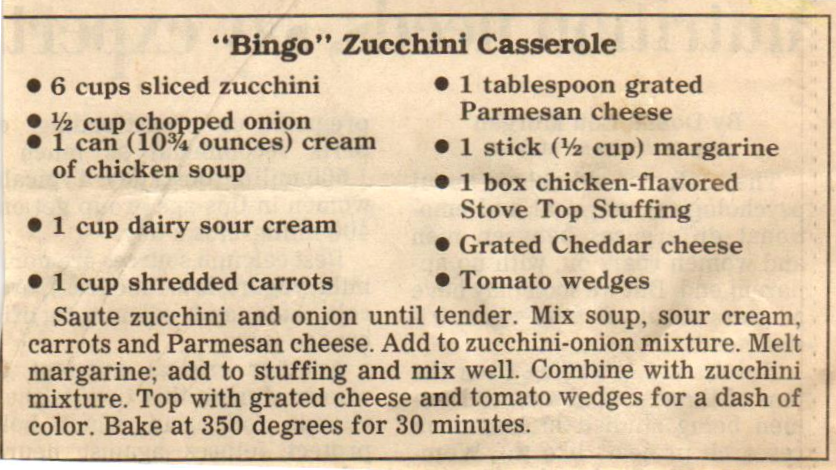 “Bingo” Zucchini Casserole
● 6 cups sliced zucchini
● ½ cup chopped onion
● 1 can (10¾ ounces) cream
of chicken soup
● 1 cup dairy sour cream
● 1 cup shredded carrots
● 1 tablespoon grated
Parmesan cheese
● 1 stick (½ cup) margarine
● 1 box chicken-flavored
Stove Top Stuffing
● Grated Cheddar cheese
● Tomato wedges
Saute zucchini and onion until tender. Mix soup, sour cream,
carrots and Parmesan cheese. Add to zucchini-onion mixture. Melt
margarine; add to stuffing and mix well. Combine with zucchini
mixture. Top with grated cheese and tomato wedges for a dash of
color. Bake at 350 degrees for 30 minutes.